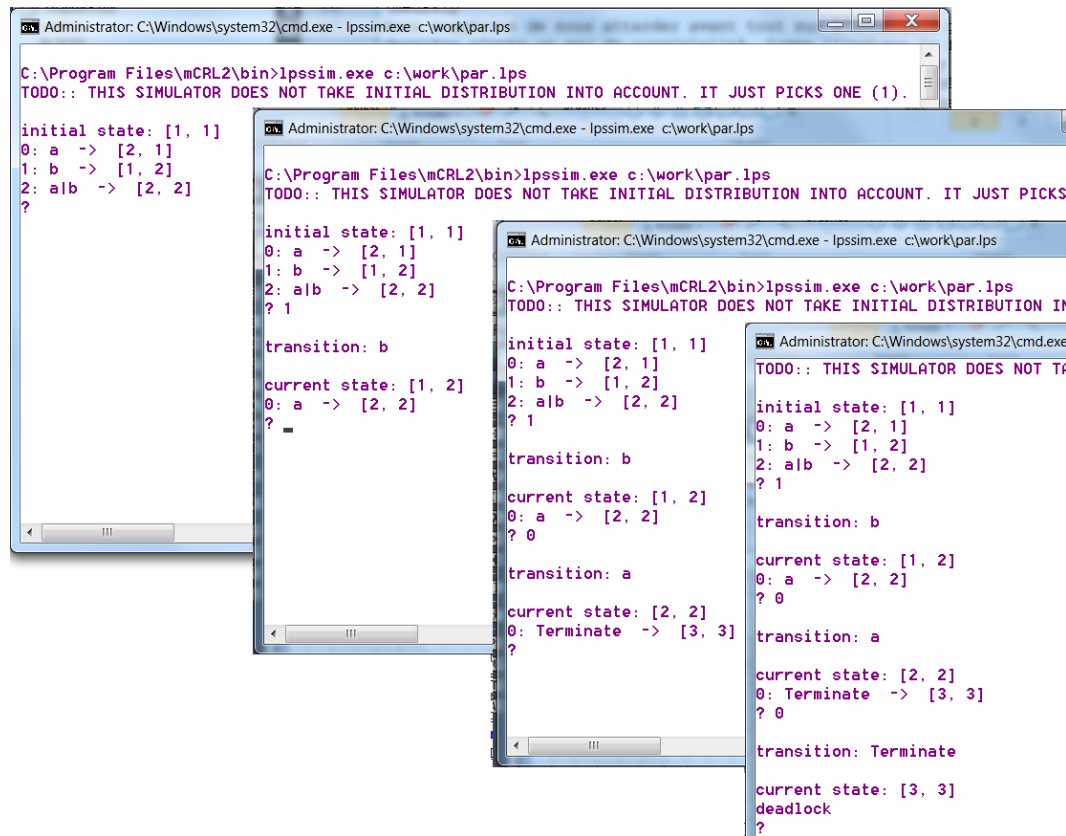 Administrator: C:\Windows\system32\cmd.exe - lpssim.exe c:\work\par.lps
C:\Program Files\mCRL2\bin>lpssim.exe c:\work\par.lps
TODO:: THIS SIMULATOR DOES NOT TAKE INITIAL DISTRIBUTION INTO ACCOUNT. IT JUST PICKS ONE (1).
initial state: [1, 1]
0: a -> [2, 1]
1: b -> [1, 2]
2: a|b -> [2, 2]
?
Administrator: C:\Windows\system32\cmd.exe - lpssim.exe c:\work\par.lps
C:\Program Files\mCRL2\bin>lpssim.exe c:\work\par.lps
TODO:: THIS SIMULATOR DOES NOT TAKE INITIAL DISTRIBUTION INTO ACCOUNT. IT JUST PICKS
initial state: [1, 1]
0: a -> [2, 1]
1: b -> [1, 2]
2: a|b -> [2, 2]
? 1
transition: b
current state: [1, 2]
0: a -> [2, 2]
? _
Administrator: C:\Windows\system32\cmd.exe - lpssim.exe c:\work\par.lps
C:\Program Files\mCRL2\bin>lpssim.exe c:\work\par.lps
TODO:: THIS SIMULATOR DOES NOT TAKE INITIAL DISTRIBUTION IN
initial state: [1, 1]
0: a -> [2, 1]
1: b -> [1, 2]
2: a|b -> [2, 2]
? 1
transition: b
current state: [1, 2]
0: a -> [2, 2]
? 0
transition: a
current state: [2, 2]
0: Terminate -> [3, 3]
?
Administrator: C:\Windows\system32\cmd.exe
TODO:: THIS SIMULATOR DOES NOT TA
initial state: [1, 1]
0: a -> [2, 1]
1: b -> [1, 2]
2: a|b -> [2, 2]
? 1
transition: b
current state: [1, 2]
0: a -> [2, 2]
? 0
transition: a
current state: [2, 2]
0: Terminate -> [3, 3]
? 0
transition: Terminate
current state: [3, 3]
deadlock
?